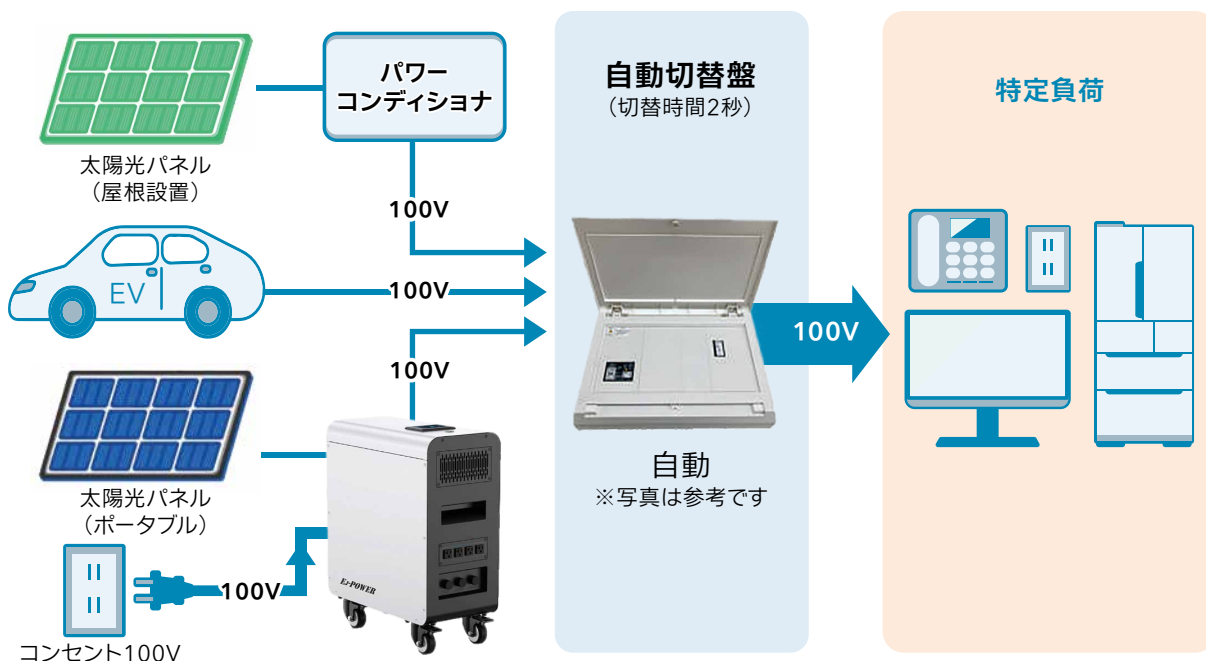 パワー
コンディショナ
太陽光パネル
（屋根設置）
100V
EV
100V
100V
太陽光パネル
（ポータブル）
100V
コンセント100V
EJ-POWER
自動切替盤
（切替時間2秒）
自動
※写真は参考です
100V
特定負荷